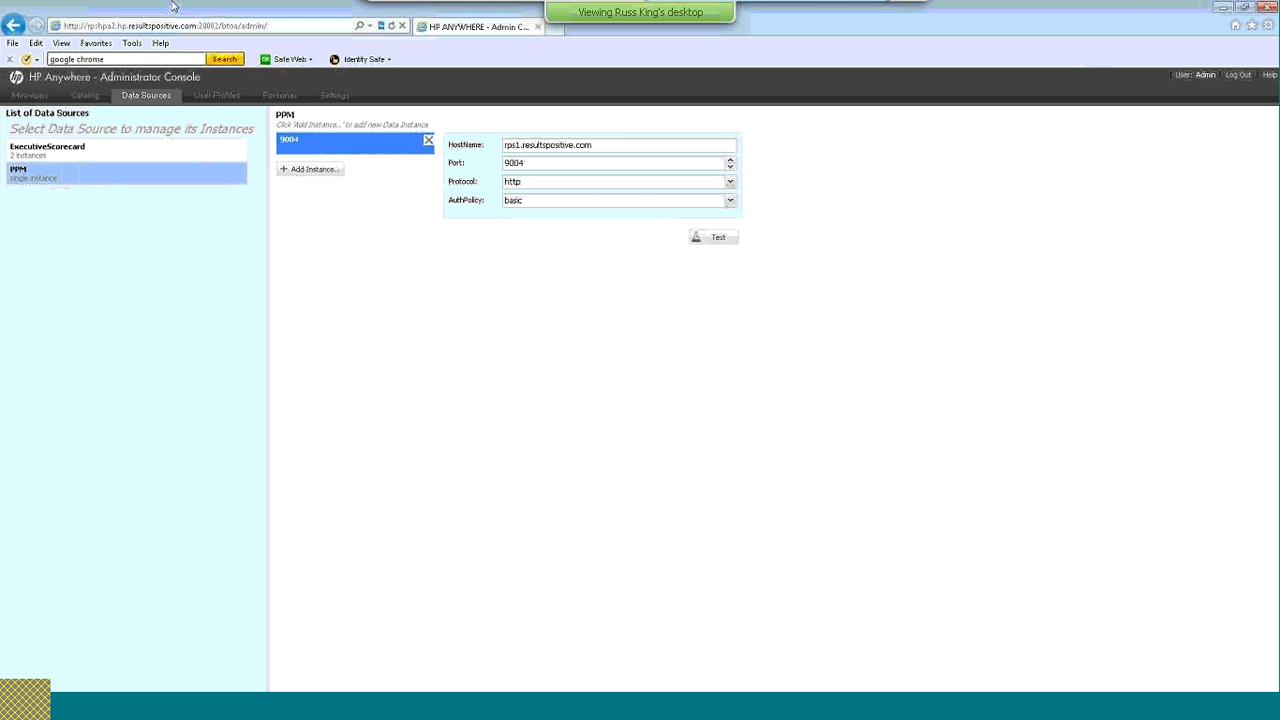 Viewing Russ King's desktop
http://rpshpa2.hp.resultspositive.com:20082/btoa/admin/
HP ANYWHERE - Admin C...
File Edit View Favorites Tools Help
google chrome Search Safe Web Identity Safe
HP Anywhere - Administrator Console
User: Admin Log Out Help
Mini-Apps Catalog Data Sources User Profiles Personas Settings
List of Data Sources
Select Data Source to manage its Instances
ExecutiveScorecard
2 instances
PPM
single instance
PPM
Click 'Add Instance...' to add new Data Instance
9004
Add Instance...
HostName: rps1.resultspositive.com
Port: 9004
Protocol: http
AuthPolicy: basic
Test